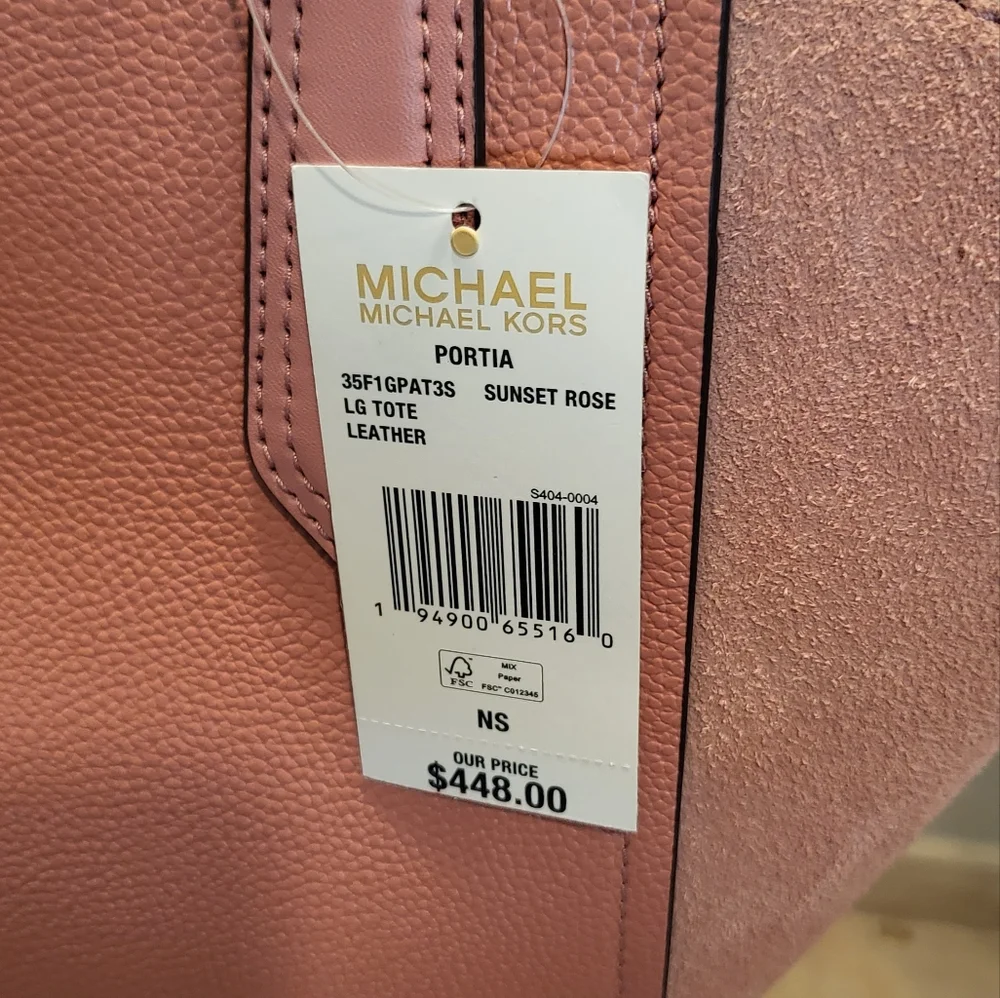 MICHAEL
MICHAEL KORS
PORTIA
35F1GPAT3S SUNSET ROSE
LG TOTE
LEATHER
S404-0004
1 94900 65516 0
FSC
MIX
Paper
FSC™ C012345
NS
OUR PRICE
$448.00